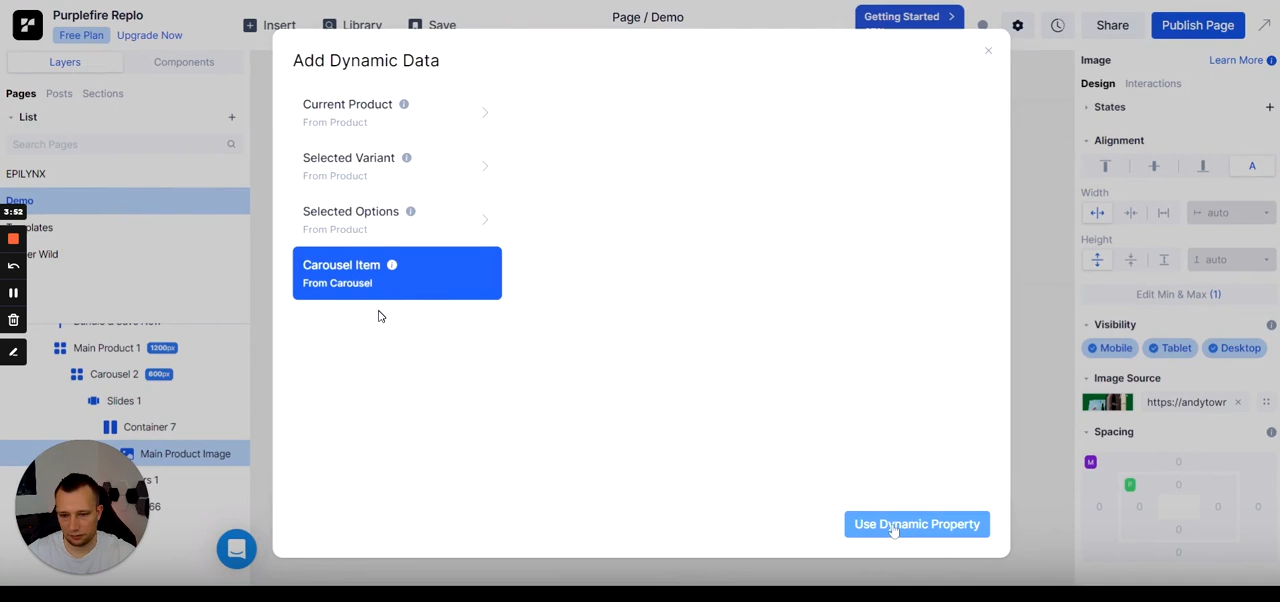 Purplefire Replo
Free Plan
Upgrade Now
Insert
Library
Save
Page / Demo
Getting Started
Share
Publish Page
Layers
Components
Pages
Posts
Sections
List
Search Pages
EPILYNX
Demo
3:52
Main Product 1
1200px
Carousel 2
600px
Slides 1
Container 7
Main Product Image
Add Dynamic Data
Current Product
From Product
Selected Variant
From Product
Selected Options
From Product
Carousel Item
From Carousel
Use Dynamic Property
Image
Learn More
Design
Interactions
States
Alignment
A
Width
auto
Height
auto
Edit Min & Max (1)
Visibility
Mobile
Tablet
Desktop
Image Source
https://andytowr
Spacing
M
0
P
0
0
0
0
0
0
0